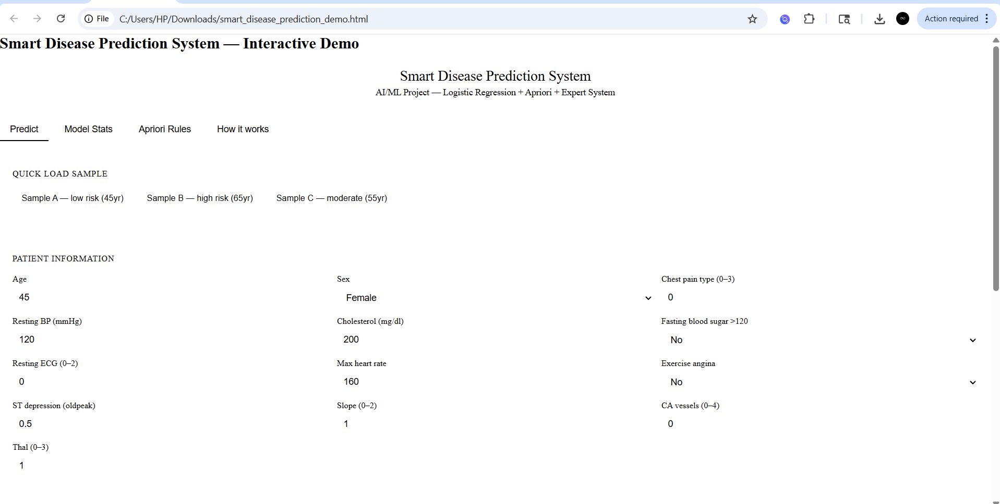 File C:/Users/HP/Downloads/smart_disease_prediction_demo.html Action required
Smart Disease Prediction System — Interactive Demo
Smart Disease Prediction System
AI/ML Project — Logistic Regression + Apriori + Expert System
Predict Model Stats Apriori Rules How it works
QUICK LOAD SAMPLE
Sample A — low risk (45yr) Sample B — high risk (65yr) Sample C — moderate (55yr)
PATIENT INFORMATION
Age Sex Chest pain type (0–3)
45 Female 0
Resting BP (mmHg) Cholesterol (mg/dl) Fasting blood sugar >120
120 200 No
Resting ECG (0–2) Max heart rate Exercise angina
0 160 No
ST depression (oldpeak) Slope (0–2) CA vessels (0–4)
0.5 1 0
Thal (0–3)
1